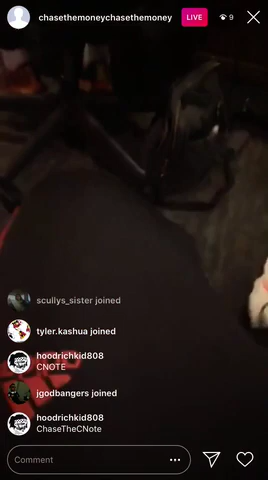 chasethemoneychasethemoney LIVE 9
scullys_sister joined
tyler.kashua joined
hoodrichkid808
CNOTE
jgodbangers joined
hoodrichkid808
ChaseTheCNote
Comment